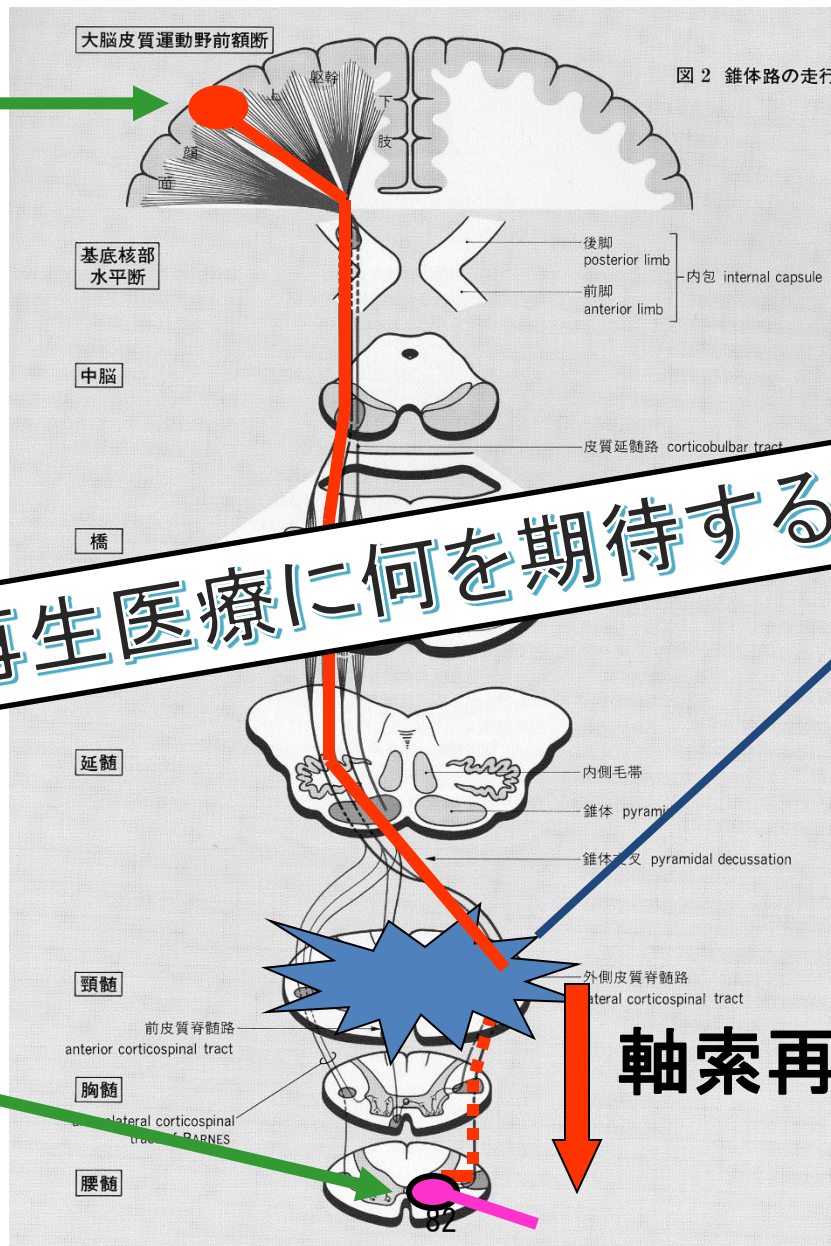 大脳皮質運動野前額断
図 2 錐体路の走行
躯幹
上
下
肢
顔
面
基底核部
水平断
後脚
posterior limb
内包 internal capsule
前脚
anterior limb
中脳
皮質延髄路 corticobulbar tract
橋
再生医療に何を期待する
延髄
内側毛帯
錐体 pyrami
錐体交叉 pyramidal decussation
頸髄
外側皮質脊髄路
lateral corticospinal tract
前皮質脊髄路
anterior corticospinal tract
軸索再
胸髄
lateral corticospinal
tract of BARNES
腰髄
82